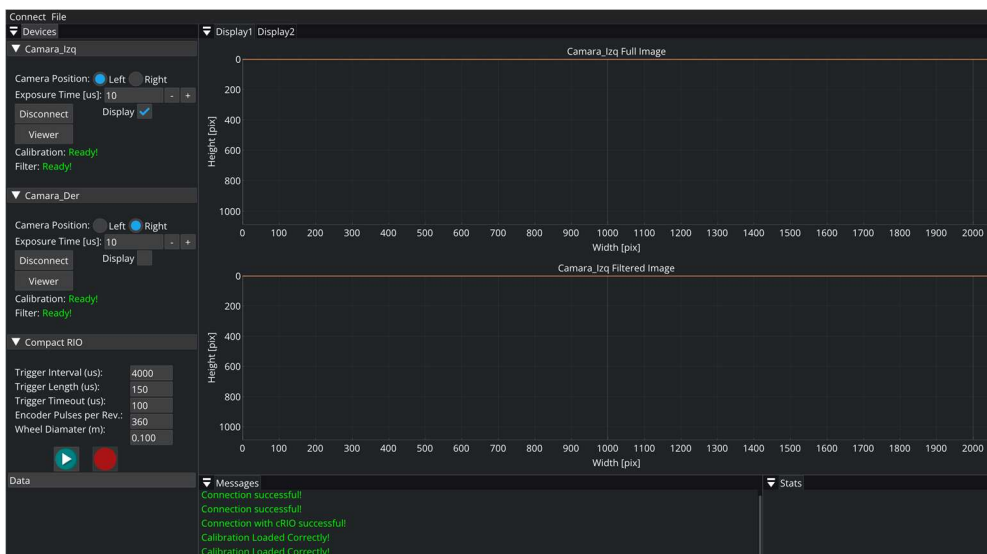 Connect File
Devices
Camara_Izq
Camera Position: Left Right
Exposure Time [us]: 10 - +
Disconnect Display
Viewer
Calibration: Ready!
Filter: Ready!
Camara_Der
Camera Position: Left Right
Exposure Time [us]: 10 - +
Disconnect Display
Viewer
Calibration: Ready!
Filter: Ready!
Compact RIO
Trigger Interval (us): 4000
Trigger Length (us): 150
Trigger Timeout (us): 100
Encoder Pulses per Rev.: 360
Wheel Diamater (m): 0.100
Data
Display1 Display2
Camara_Izq Full Image
0
200
400
600
800
1000
Height [pix]
0 100 200 300 400 500 600 700 800 900 1000 1100 1200 1300 1400 1500 1600 1700 1800 1900 2000
Width [pix]
Camara_Izq Filtered Image
0
200
400
600
800
1000
Height [pix]
0 100 200 300 400 500 600 700 800 900 1000 1100 1200 1300 1400 1500 1600 1700 1800 1900 2000
Width [pix]
Messages
Connection successful!
Connection successful!
Connection with cRIO successful!
Calibration Loaded Correctly!
Calibration Loaded Correctly!
Stats